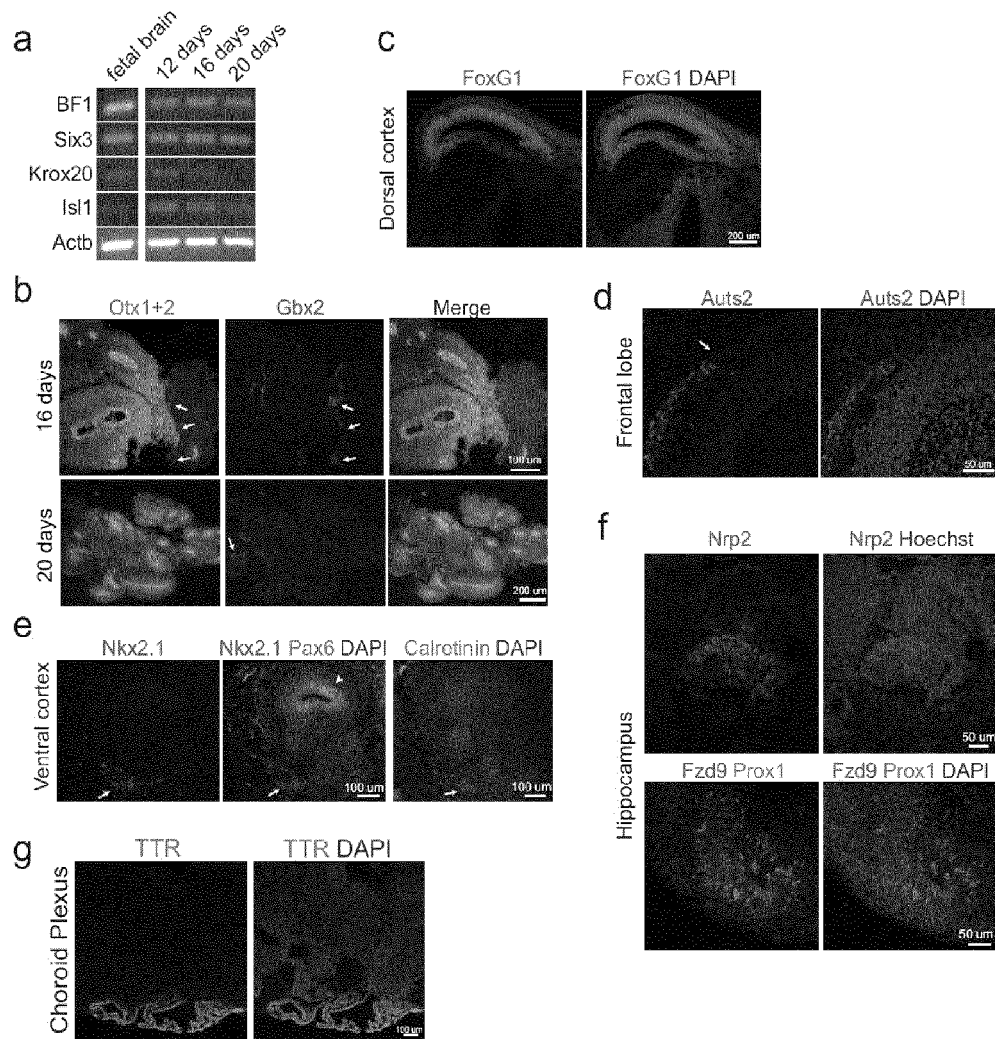 a
fetal brain
12 days
16 days
20 days
BF1
Six3
Krox20
Isl1
Actb
b
Otx1+2
Gbx2
Merge
16 days
100 um
20 days
200 um
c
FoxG1
FoxG1 DAPI
Dorsal cortex
200 um
d
Auts2
Auts2 DAPI
Frontal lobe
50 um
e
Nkx2.1
Nkx2.1 Pax6 DAPI
Calrotinin DAPI
Ventral cortex
100 um
100 um
f
Nrp2
Nrp2 Hoechst
50 um
Hippocampus
Fzd9 Prox1
Fzd9 Prox1 DAPI
50 um
g
TTR
TTR DAPI
Choroid Plexus
100 um